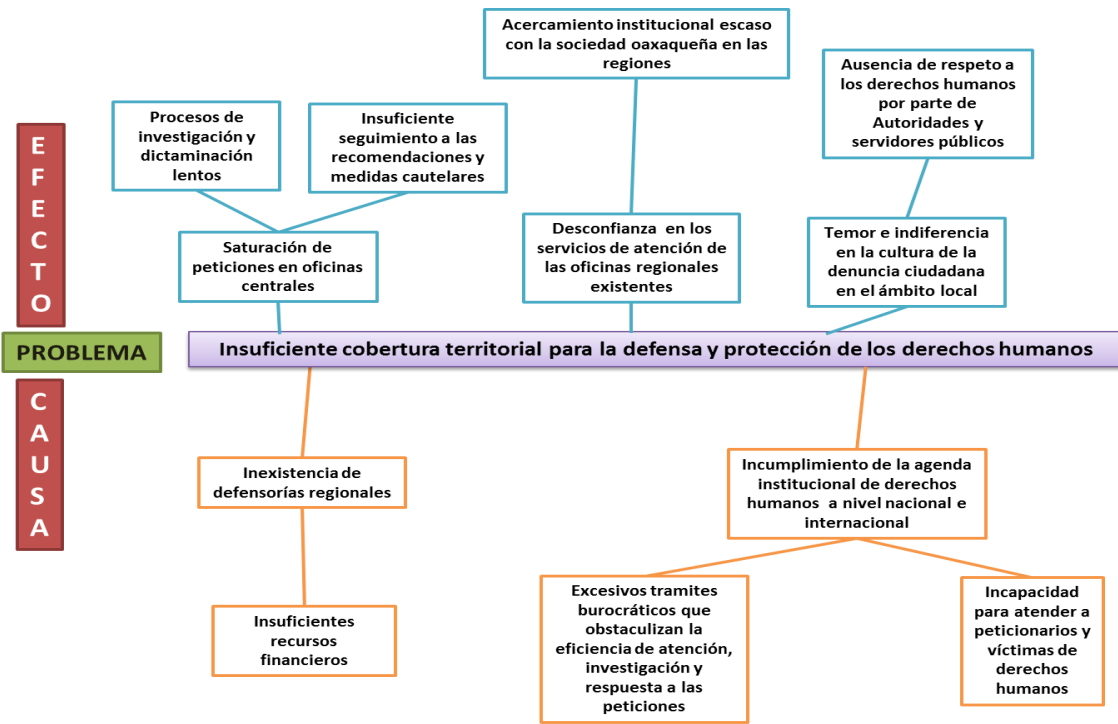 Acercamiento institucional escaso
con la sociedad oaxaqueña en las
regiones
Ausencia de respeto a
los derechos humanos
por parte de
Autoridades y
servidores públicos
Procesos de
investigación y
dictaminación
lentos
Insuficiente
seguimiento a las
recomendaciones y
medidas cautelares
EFECTO
Saturación de
peticiones en oficinas
centrales
Desconfianza en los
servicios de atención de
las oficinas regionales
existentes
Temor e indiferencia
en la cultura de la
denuncia ciudadana
en el ámbito local
PROBLEMA
Insuficiente cobertura territorial para la defensa y protección de los derechos humanos
CAUSA
Inexistencia de
defensorías regionales
Incumplimiento de la agenda
institucional de derechos
humanos a nivel nacional e
internacional
Insuficientes
recursos
financieros
Excesivos tramites
burocráticos que
obstaculizan la
eficiencia de atención,
investigación y
respuesta a las
peticiones
Incapacidad
para atender a
peticionarios y
víctimas de
derechos
humanos